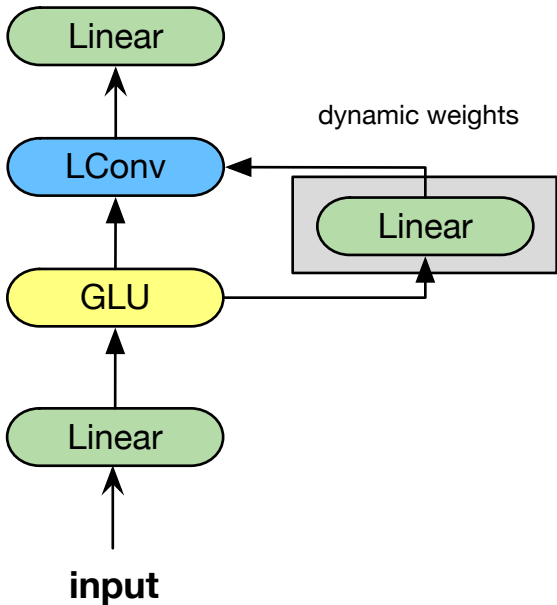 Linear
dynamic weights
LConv
Linear
GLU
Linear
input